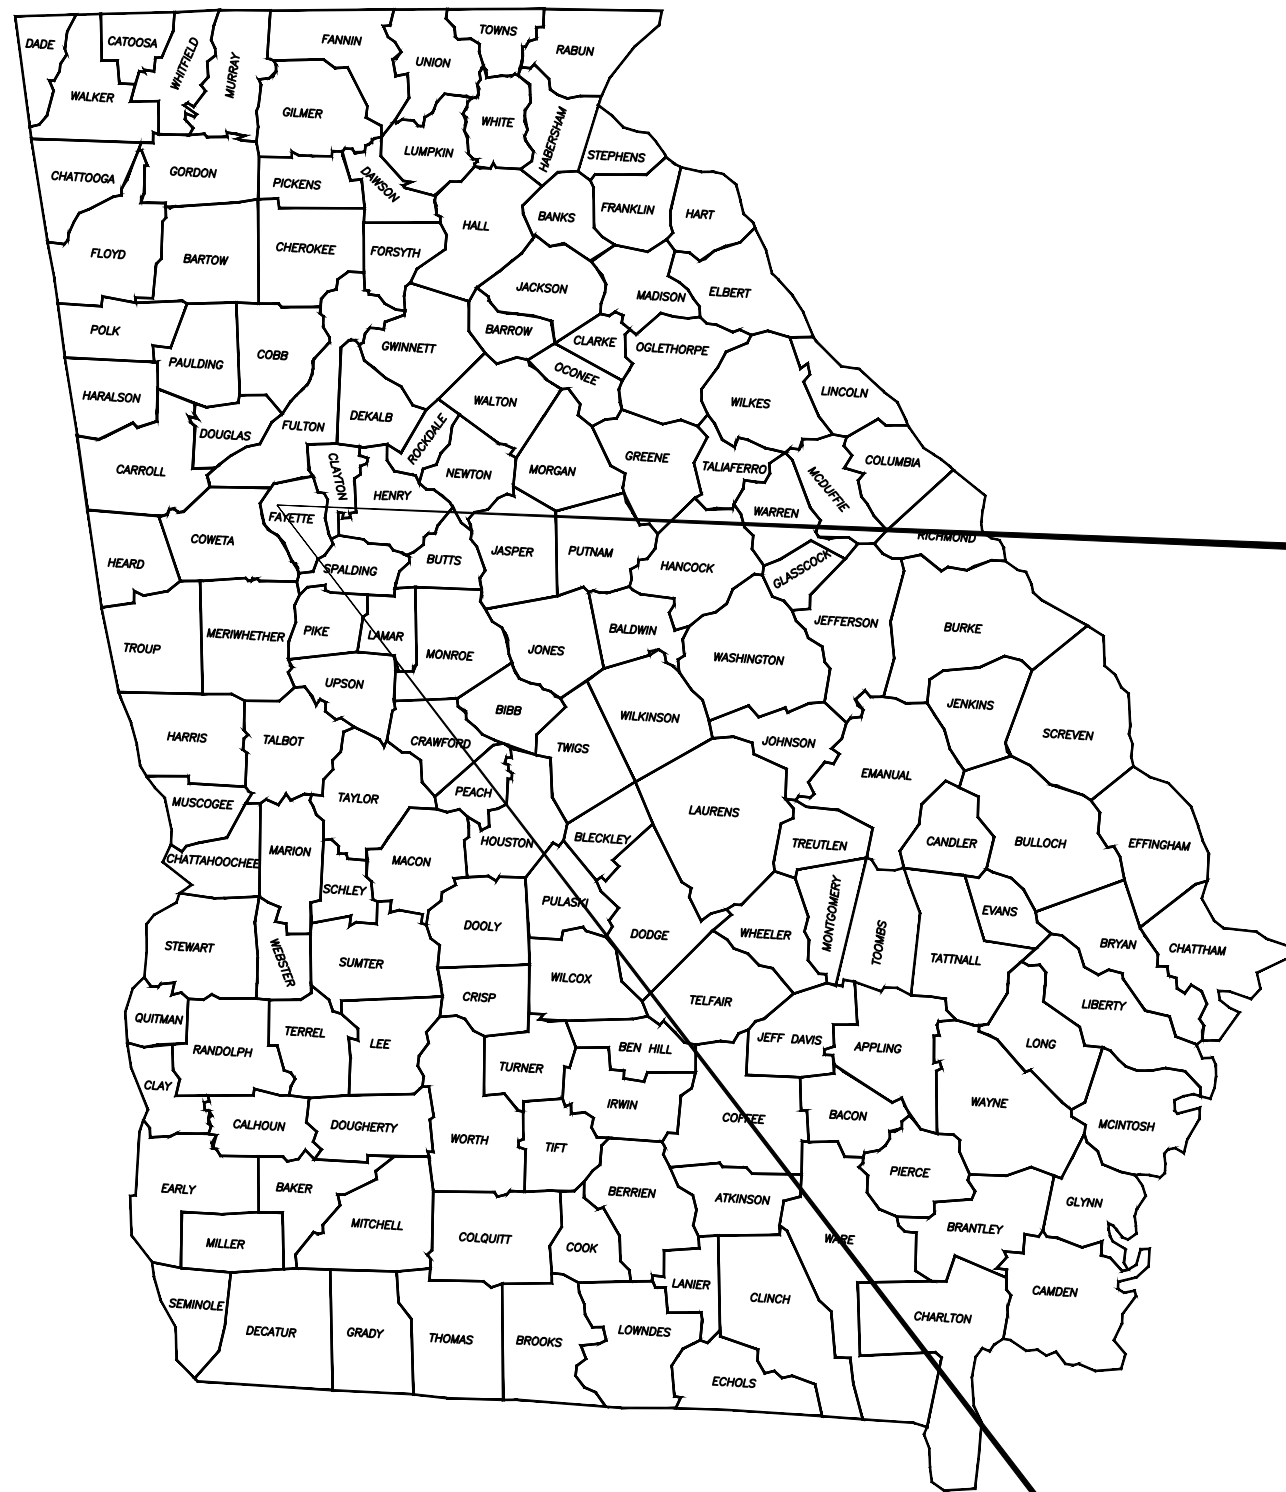 TOWNS
FANNIN
DADE
CATOOSA
RABUN
UNION
WHITFIELD
MURRAY
WALKER
GILMER
WHITE
HABERSHAM
LUMPKIN
STEPHENS
GORDON
CHATTOOGA
PICKENS
DAWSON
FRANKLIN
HART
BANKS
HALL
CHEROKEE
FORSYTH
FLOYD
BARTOW
JACKSON
MADISON
ELBERT
POLK
BARROW
CLARKE
GWINNETT
OGLETHORPE
COBB
PAULDING
OCONEE
LINCOLN
HARALSON
WALTON
WILKES
DEKALB
FULTON
DOUGLAS
ROCKDALE
GREENE
COLUMBIA
TALIAFERRO
CARROLL
MORGAN
NEWTON
CLAYTON
MCDUFFIE
HENRY
WARREN
FAYETTE
RICHMOND
COWETA
JASPER
PUTNAM
BUTTS
HEARD
HANCOCK
SPALDING
GLASSCOCK
JEFFERSON
BURKE
BALDWIN
PIKE
LAMAR
MERIWHETHER
TROUP
JONES
MONROE
WASHINGTON
UPSON
JENKINS
BIBB
WILKINSON
SCREVEN
HARRIS
TALBOT
CRAWFORD
JOHNSON
TWIGS
EMANUAL
PEACH
TAYLOR
MUSCOGEE
LAURENS
BLECKLEY
HOUSTON
TREUTLEN
CANDLER
BULLOCH
EFFINGHAM
MARION
CHATTAHOOCHEE
MACON
SCHLEY
PULASKI
EVANS
MONTGOMERY
DOOLY
DODGE
WHEELER
TOOMBS
STEWART
BRYAN
CHATTHAM
TATTNALL
WEBSTER
SUMTER
WILCOX
CRISP
TELFAIR
LIBERTY
QUITMAN
TERREL
JEFF DAVIS
LEE
LONG
BEN HILL
APPLING
RANDOLPH
TURNER
CLAY
WAYNE
IRWIN
COFFEE
BACON
CALHOUN
DOUGHERTY
MCINTOSH
WORTH
TIFT
PIERCE
EARLY
BAKER
BERRIEN
ATKINSON
GLYNN
MITCHELL
BRANTLEY
COLQUITT
WARE
MILLER
COOK
LANIER
CAMDEN
CLINCH
SEMINOLE
CHARLTON
DECATUR
GRADY
LOWNDES
THOMAS
BROOKS
ECHOLS